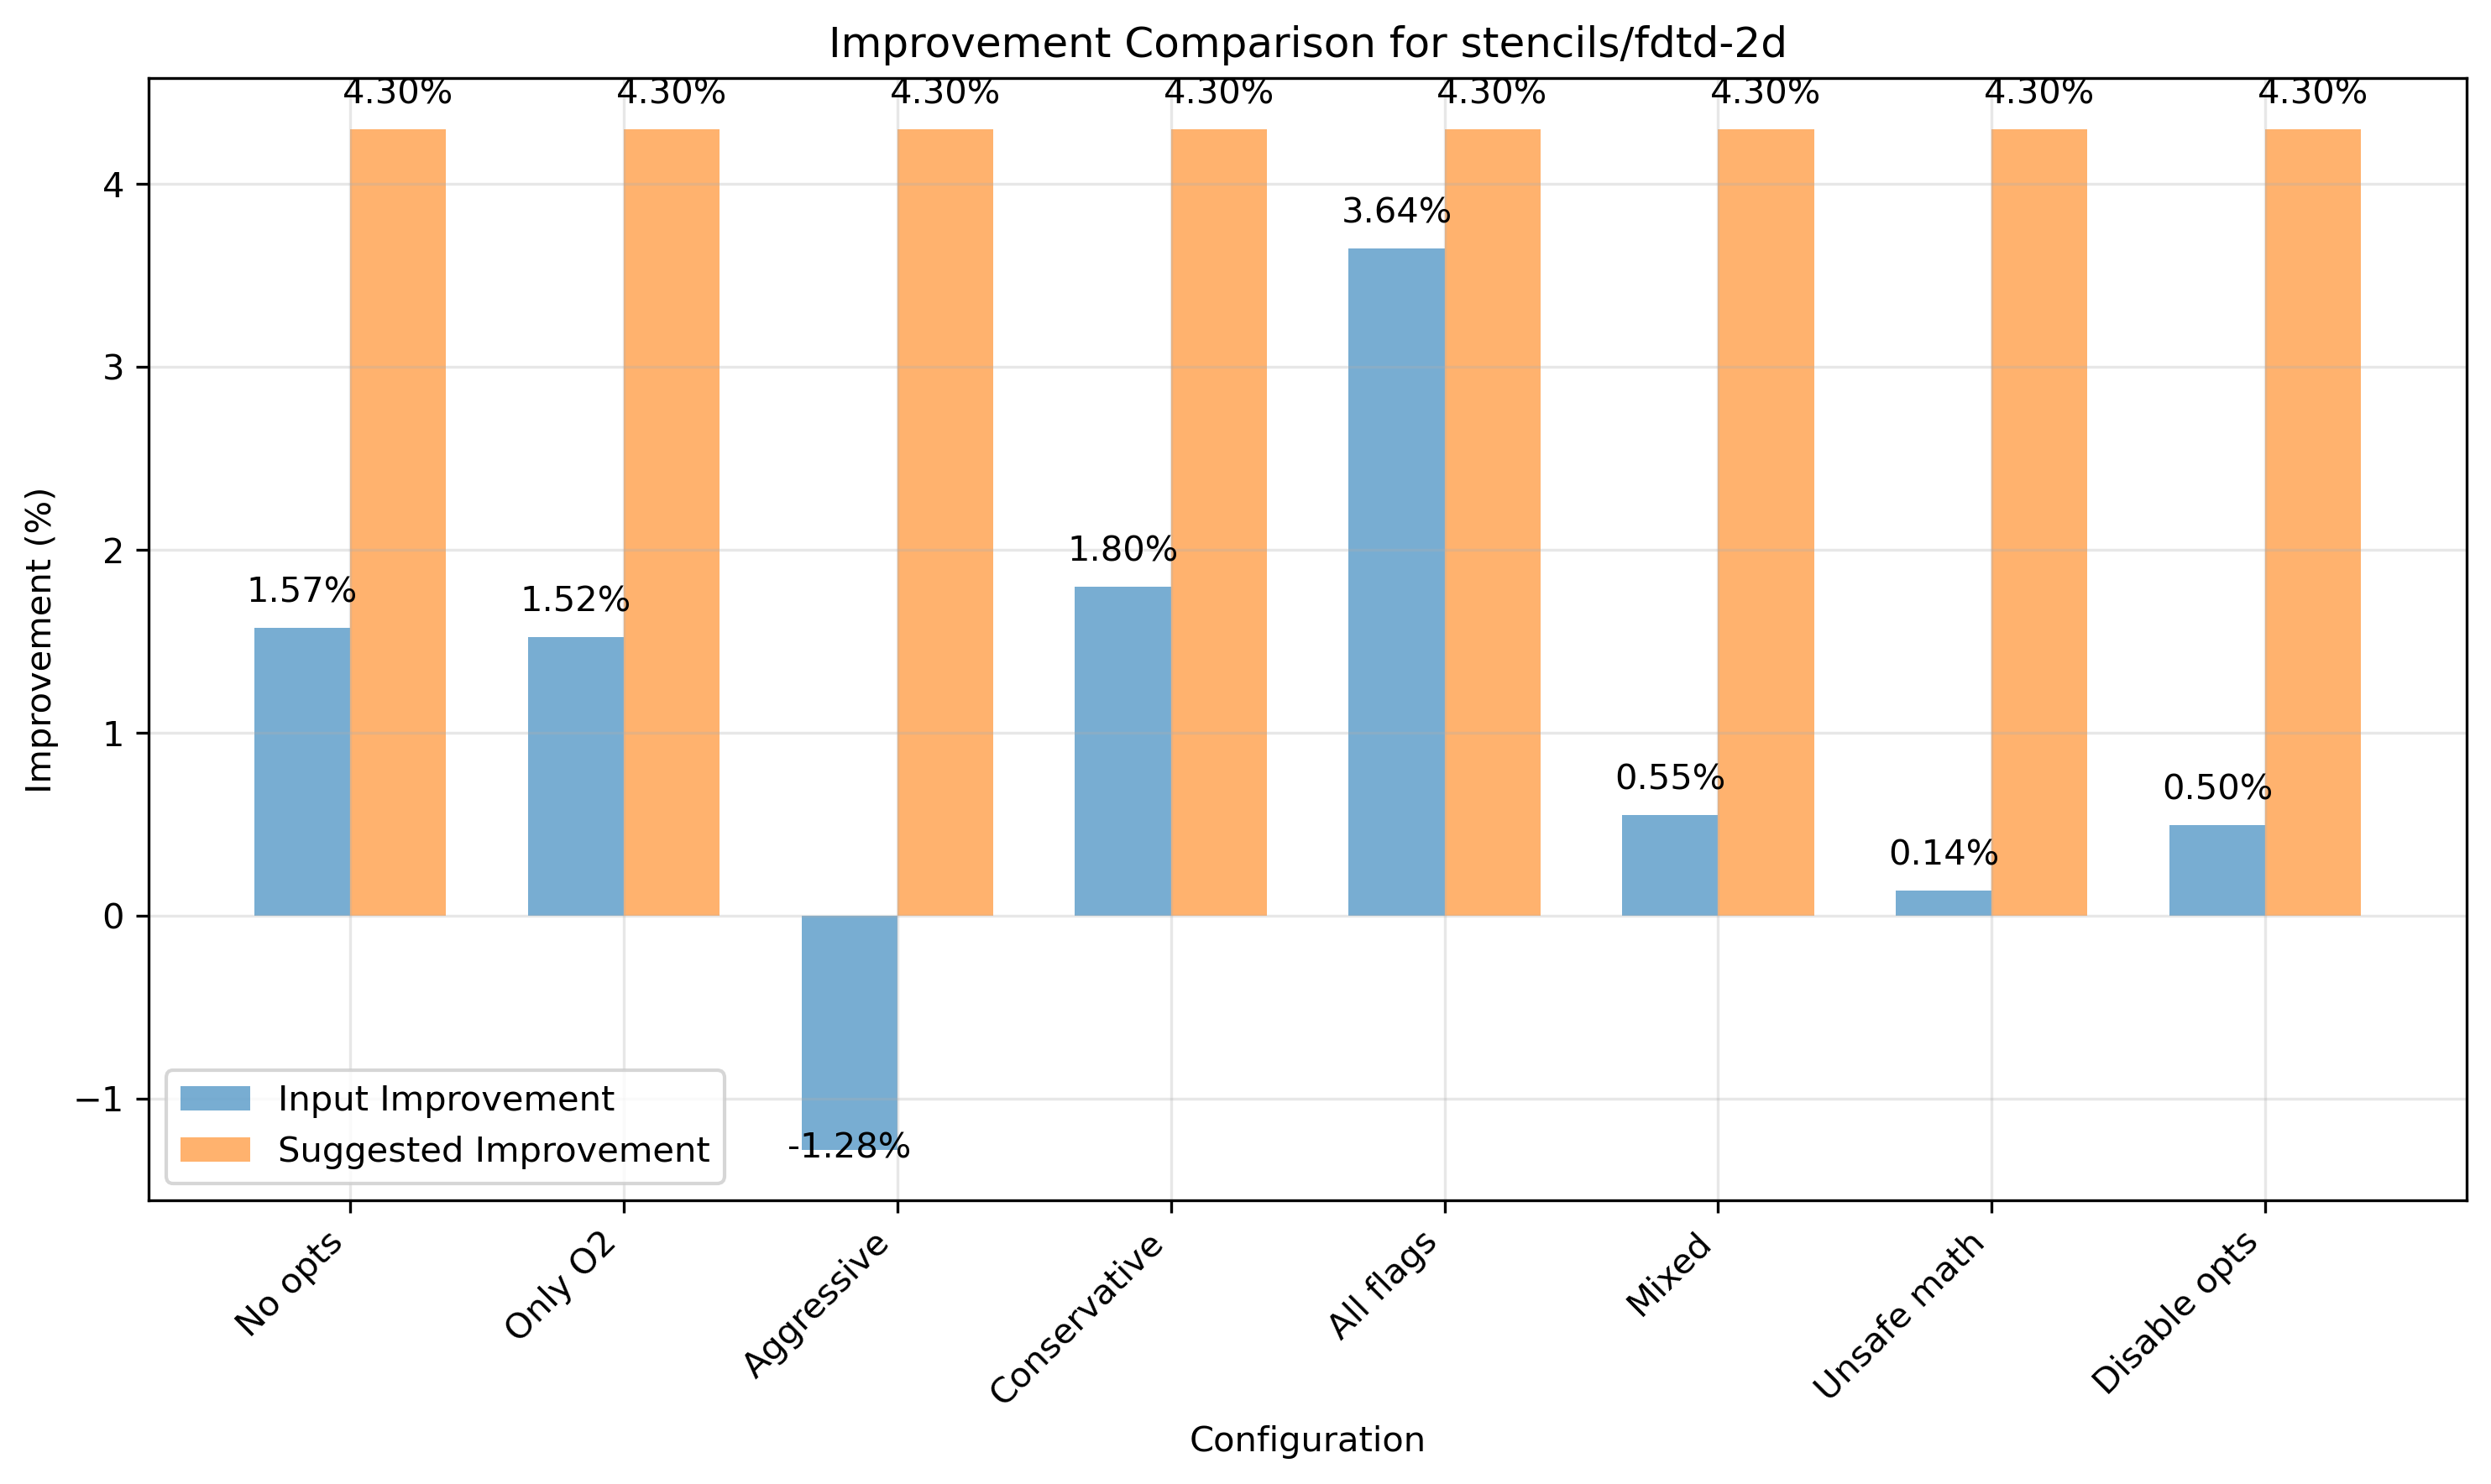 Improvement Comparison for stencils/fdtd-2d
4.30% 4.30% 4.30% 4.30% 4.30% 4.30% 4.30% 4.30%
4
3.64%
3
2
1.80%
1.57%
1.52%
1
0.55%
0.50%
0.14%
0
−1
-1.28%
Improvement (%)
Input Improvement
Suggested Improvement
No opts
Only O2
Aggressive
Conservative
All flags
Mixed
Unsafe math
Disable opts
Configuration